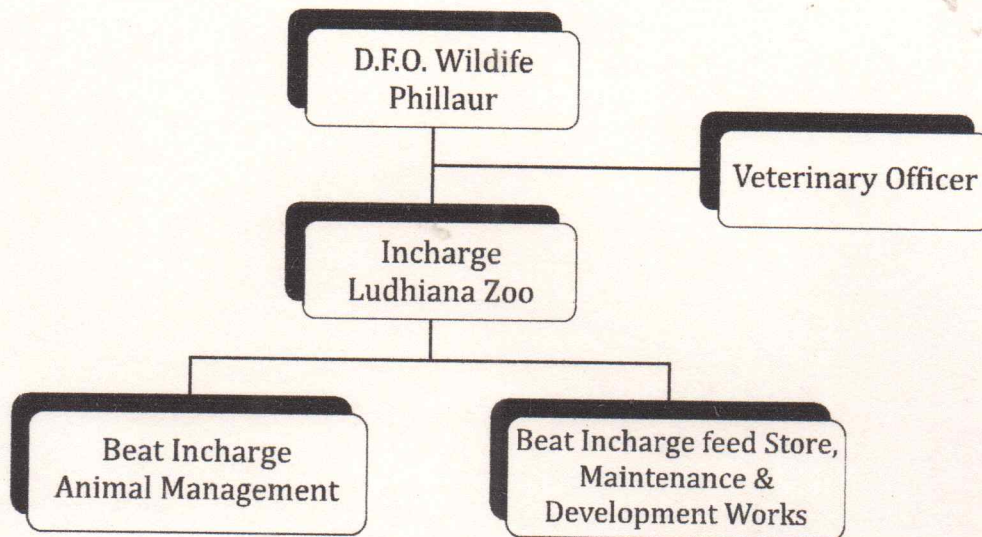 D.F.O. Wildife
Phillaur
Veterinary Officer
Incharge
Ludhiana Zoo
Beat Incharge
Animal Management
Beat Incharge feed Store,
Maintenance &
Development Works